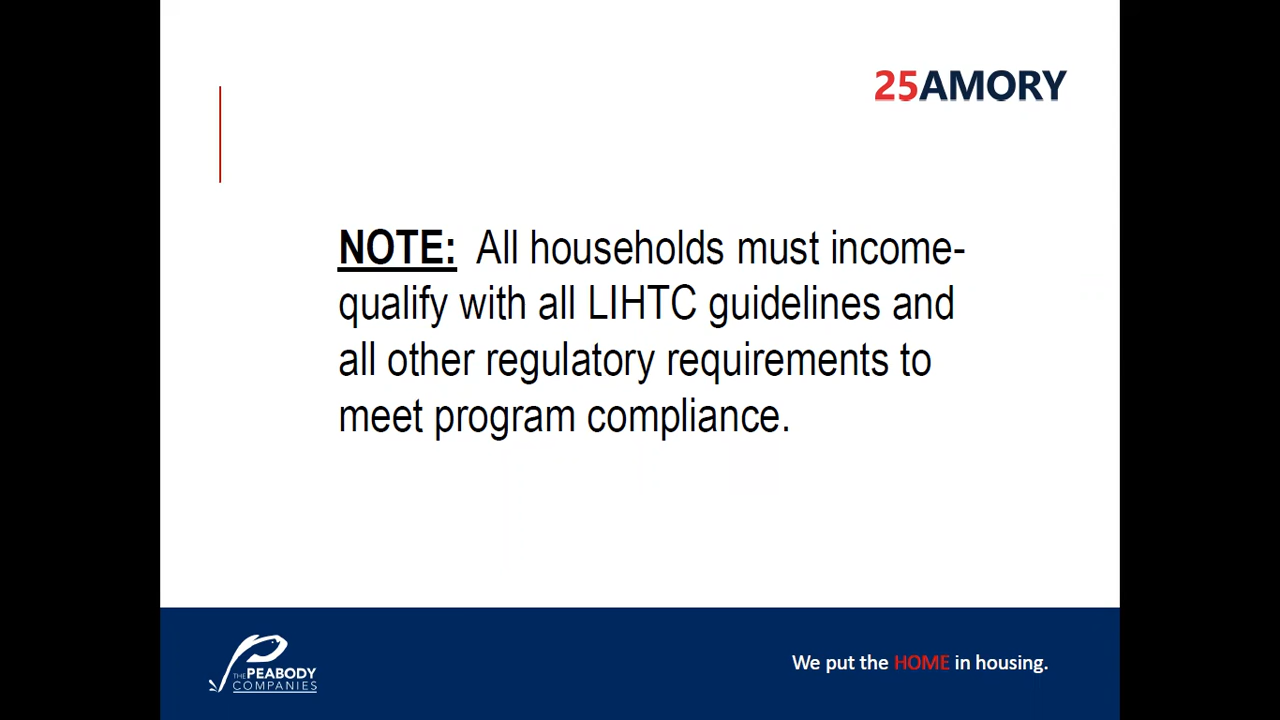 25AMORY
NOTE: All households must income-
qualify with all LIHTC guidelines and
all other regulatory requirements to
meet program compliance.
THE PEABODY
COMPANIES
We put the HOME in housing.